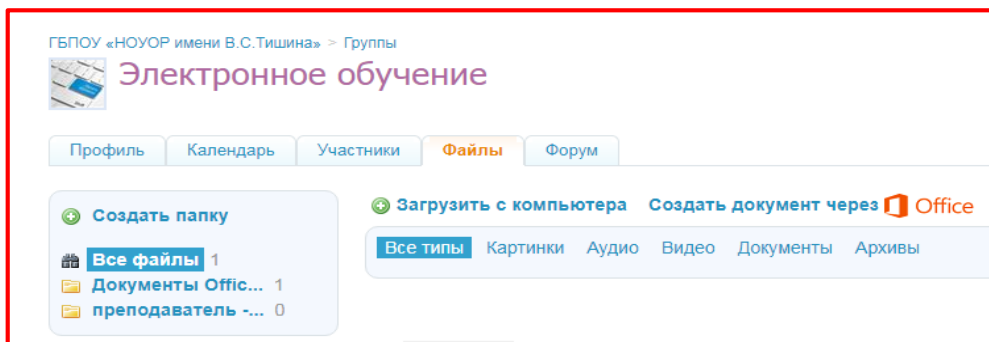 ГБПОУ «НОУОР имени В.С.Тишина» > Группы
Электронное обучение
Профиль Календарь Участники Файлы Форум
Создать папку
Все файлы 1
Документы Offic... 1
преподаватель -... 0
Загрузить с компьютера Создать документ через Office
Все типы Картинки Аудио Видео Документы Архивы